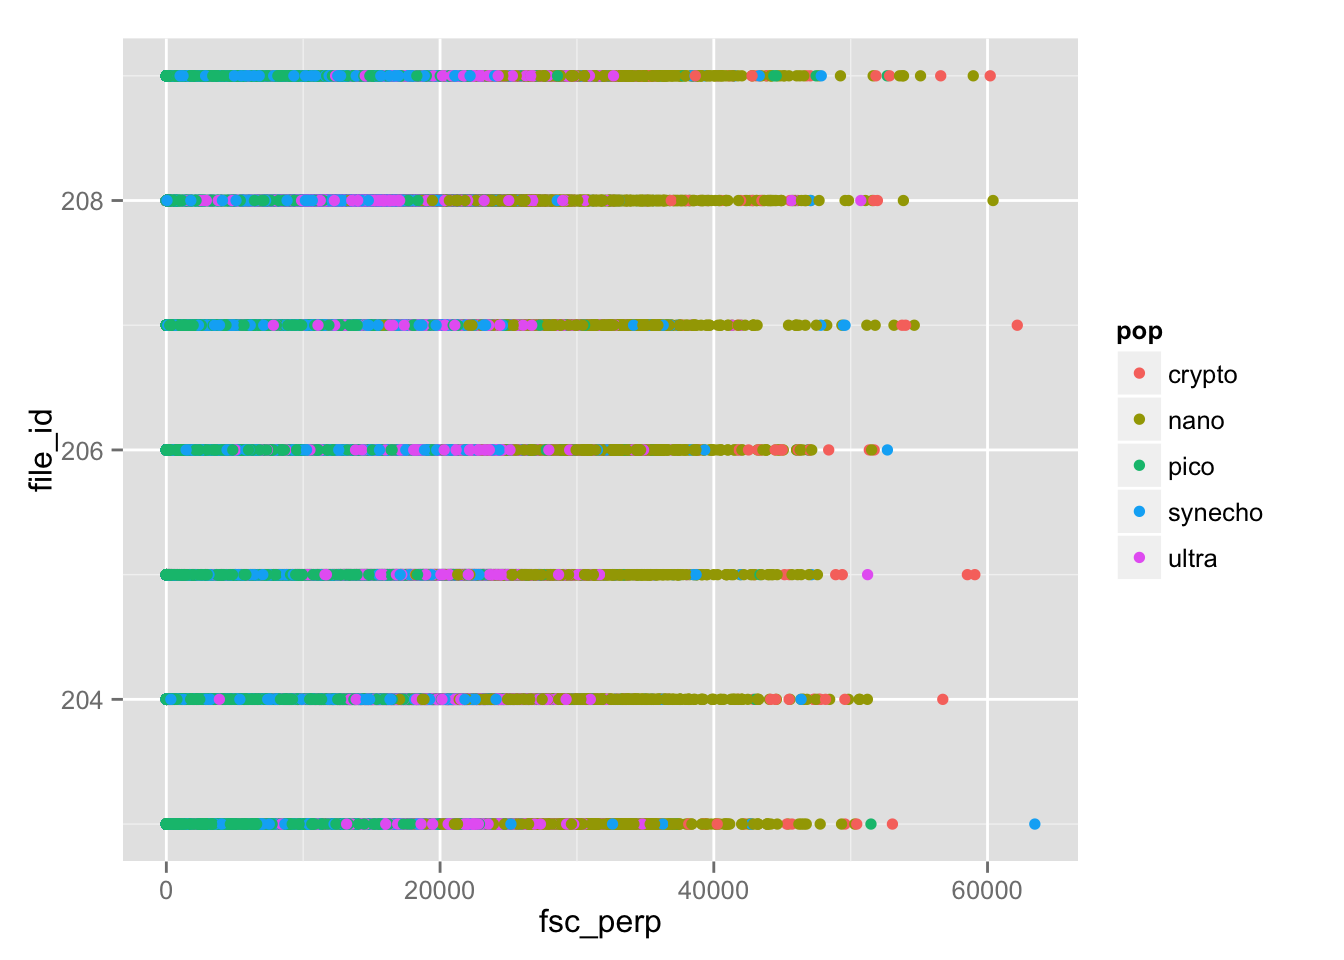 208
206
204
file_id
0 20000 40000 60000
fsc_perp
pop
crypto
nano
pico
synecho
ultra